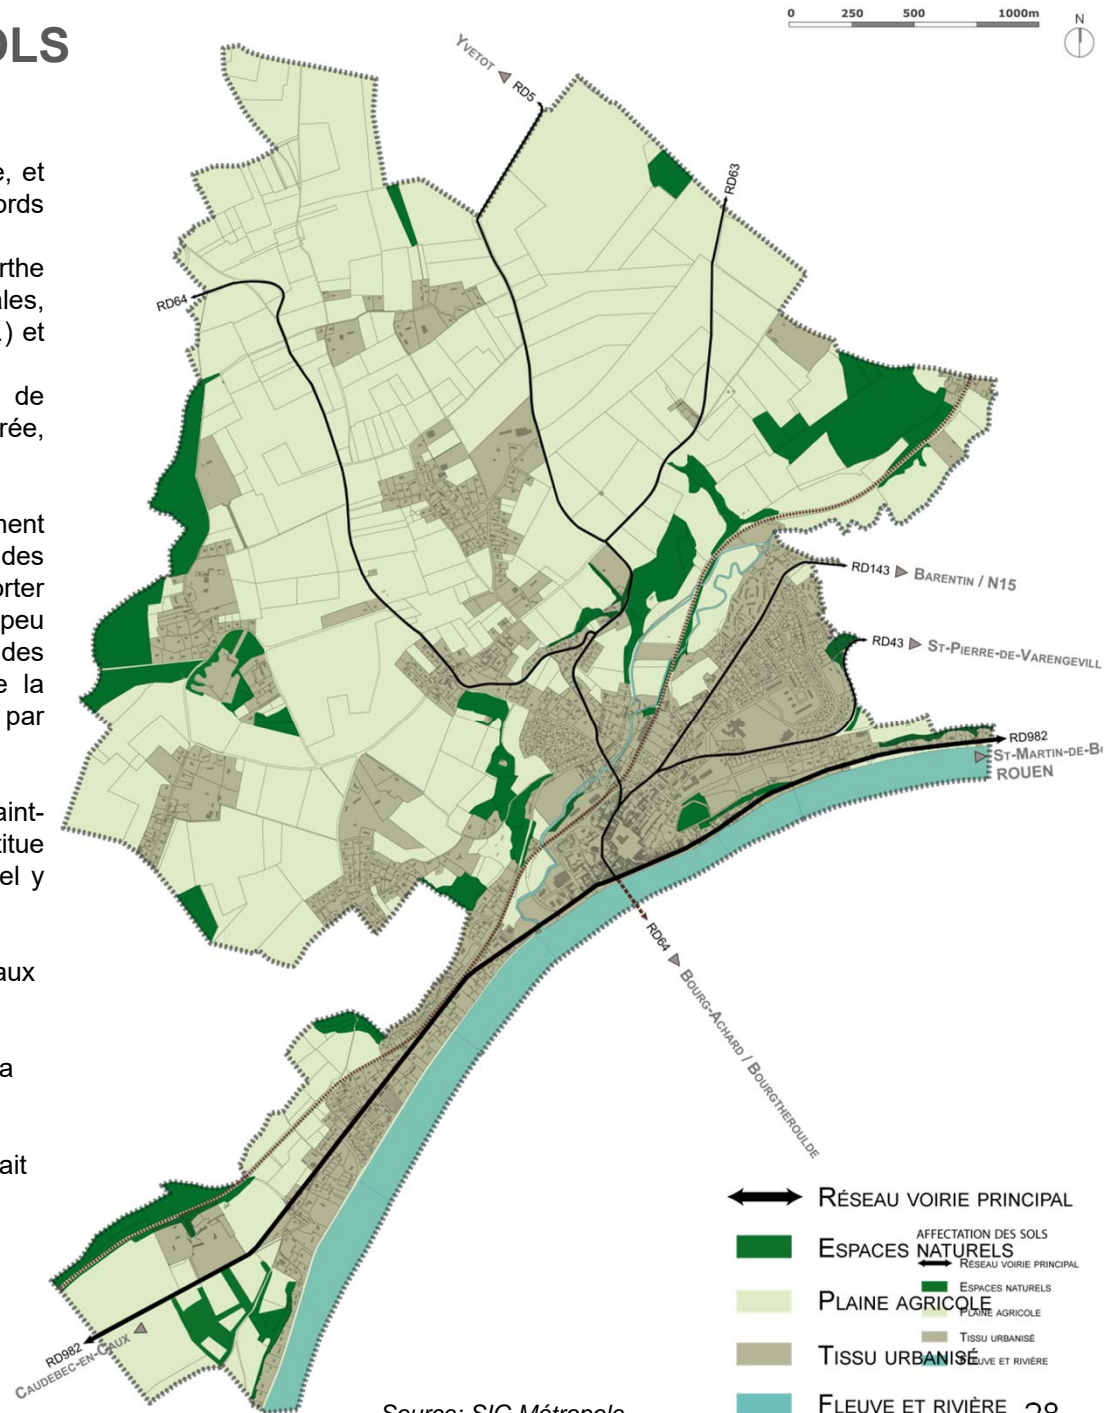 OLS
e, et
ords
rthe
ales,
.) et
de
rée,
ment
des
orter
peu
des
e la
par
aint-
titue
el y
aux
a
ait
0 250 500 1000m
N
YVETOT
RD5
RD63
RD64
RD143 BARENTIN / N15
RD43 ST-PIERRE-DE-VARENGEVILL
RD982
ST-MARTIN-DE-B
ROUEN
RD64
BOURG-ACHARD / BOURGTHEROULDE
RD982
CAUDEBEC-EN-CAUX
RÉSEAU VOIRIE PRINCIPAL
ESPACES NATURELS
PLAINE AGRICOLE
TISSU URBANISÉ
FLEUVE ET RIVIÈRE
AFFECTATION DES SOLS
RÉSEAU VOIRIE PRINCIPAL
ESPACES NATURELS
PLAINE AGRICOLE
TISSU URBANISÉ
FLEUVE ET RIVIÈRE
Source: SIG Métropole
28